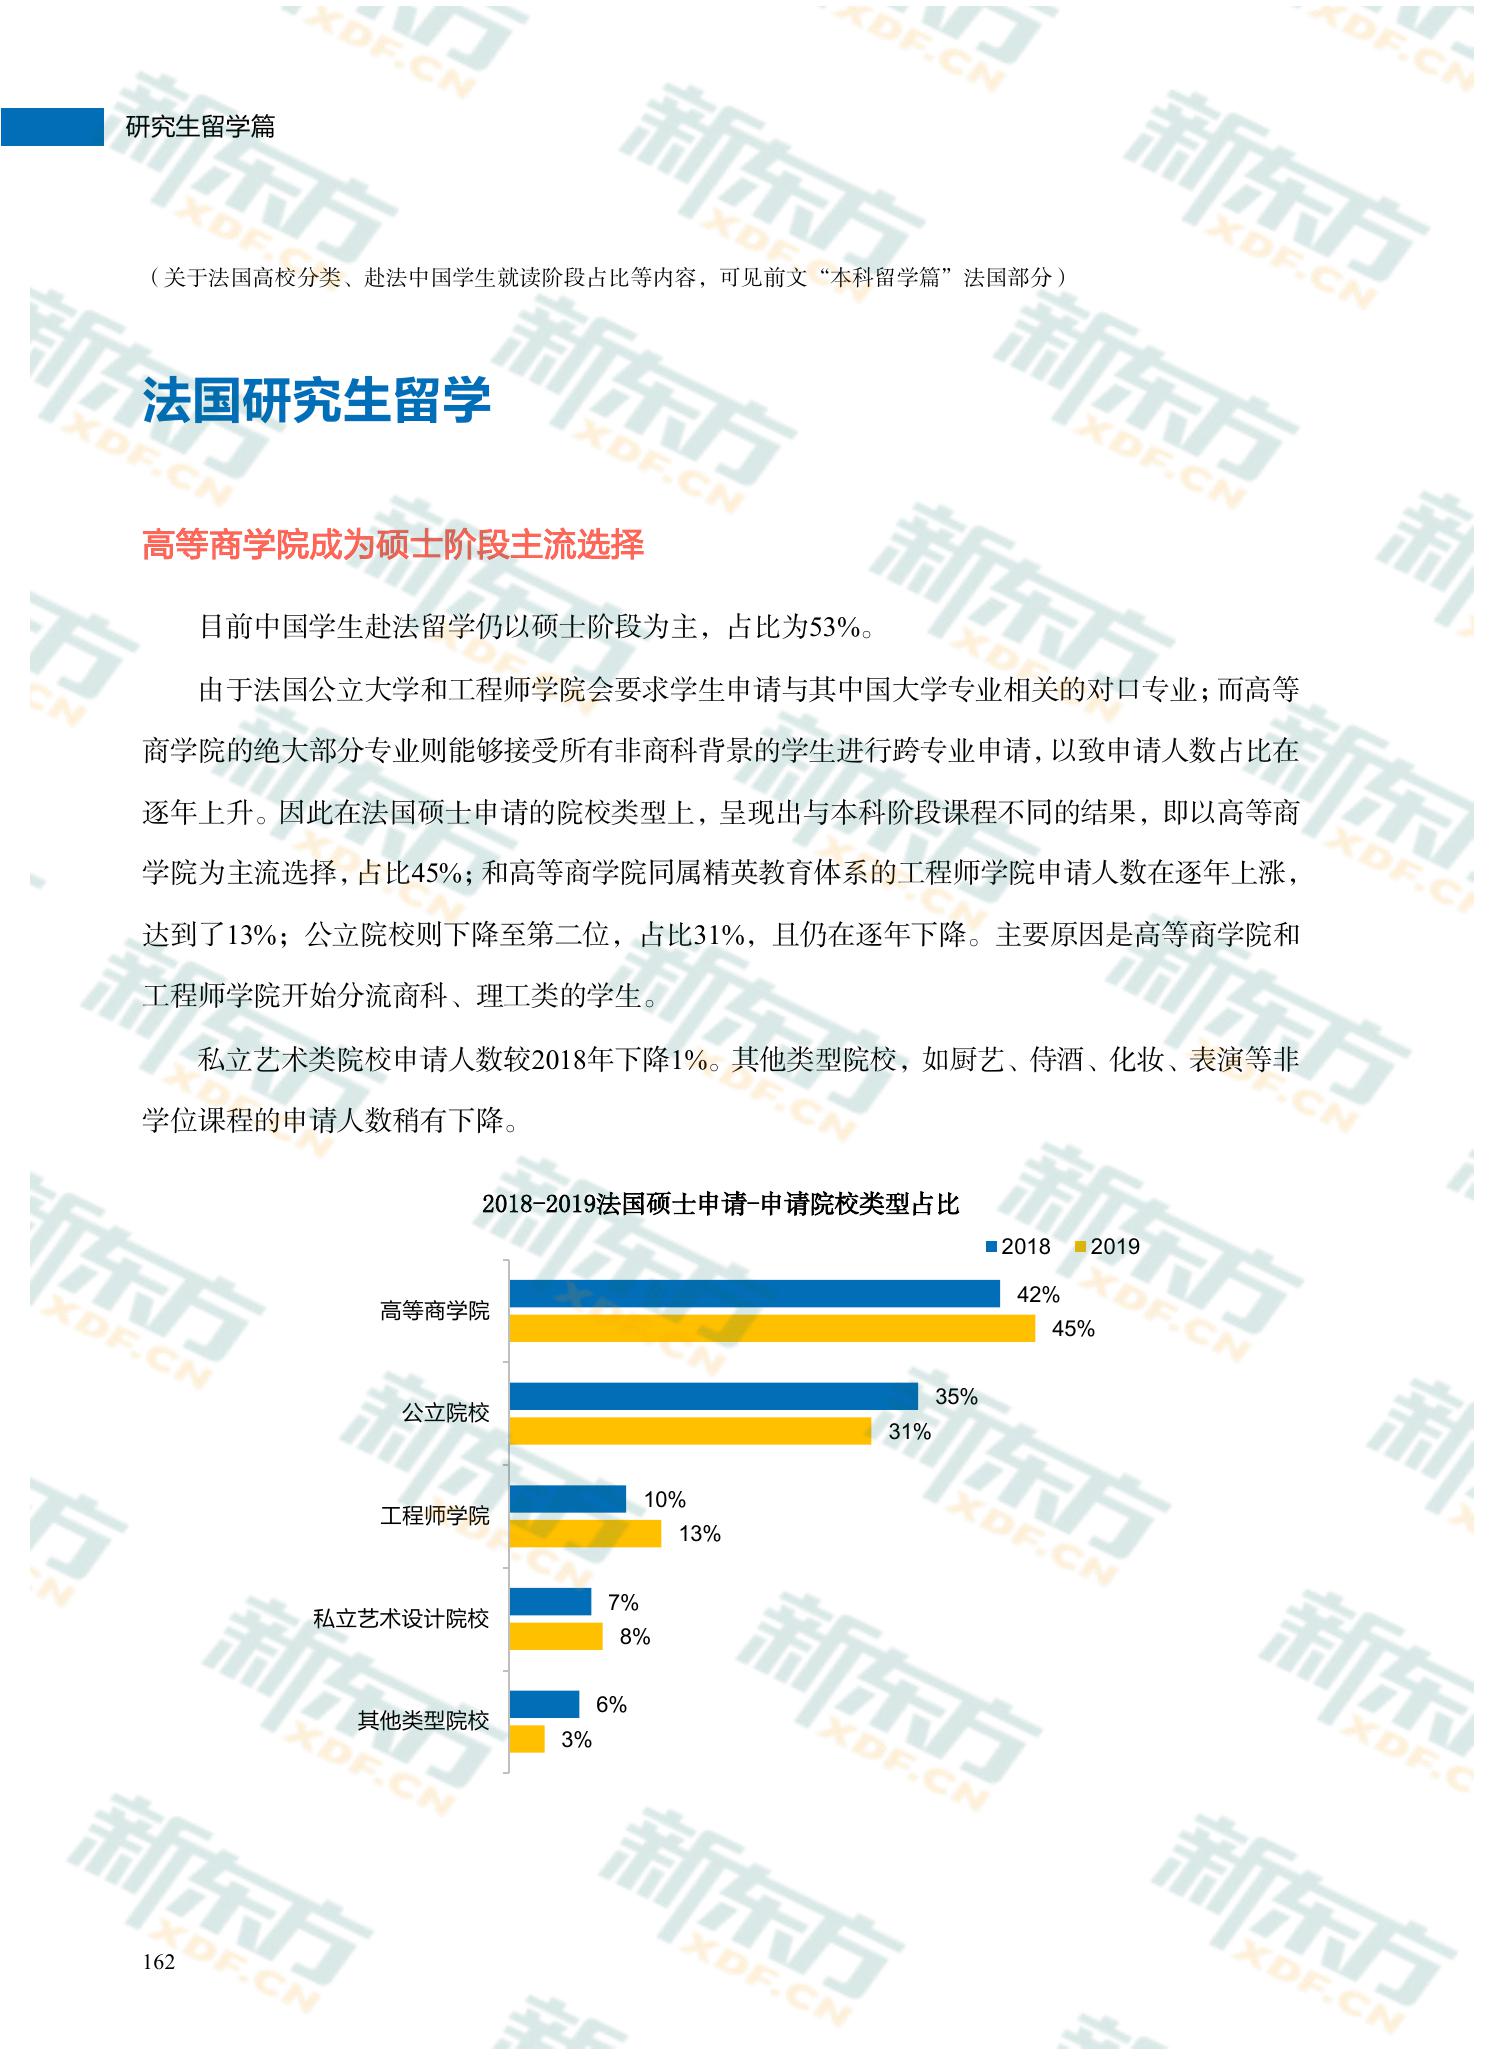 研究生留学篇
（关于法国高校分类、赴法中国学生就读阶段占比等内容，可见前文“本科留学篇”法国部分）
法国研究生留学
高等商学院成为硕士阶段主流选择
目前中国学生赴法留学仍以硕士阶段为主，占比为53%。
由于法国公立大学和工程师学院会要求学生申请与其中国大学专业相关的对口专业；而高等
商学院的绝大部分专业则能够接受所有非商科背景的学生进行跨专业申请，以致申请人数占比在
逐年上升。因此在法国硕士申请的院校类型上，呈现出与本科阶段课程不同的结果，即以高等商
学院为主流选择，占比45%；和高等商学院同属精英教育体系的工程师学院申请人数在逐年上涨，
达到了13%；公立院校则下降至第二位，占比31%，且仍在逐年下降。主要原因是高等商学院和
工程师学院开始分流商科、理工类的学生。
私立艺术类院校申请人数较2018年下降1%。其他类型院校，如厨艺、侍酒、化妆、表演等非
学位课程的申请人数稍有下降。
2018-2019法国硕士申请-申请院校类型占比
2018 2019
高等商学院 42%
45%
公立院校 35%
31%
工程师学院 10%
13%
私立艺术设计院校 7%
8%
其他类型院校 6%
3%
162
新东方
XDF.CN